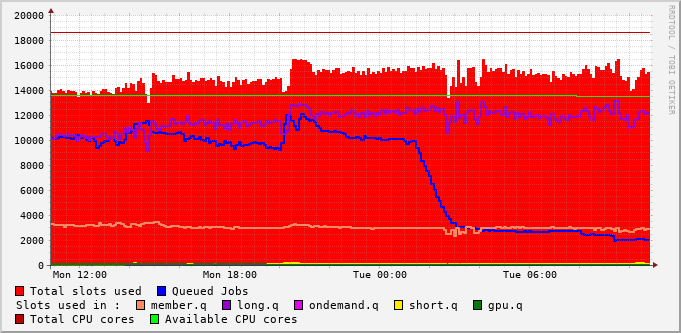 20000
18000
16000
14000
12000
10000
8000
6000
4000
2000
0
Mon 12:00 Mon 18:00 Tue 00:00 Tue 06:00
RRDTOOL / TOBI OETIKER
Total slots used Queued Jobs
Slots used in : member.q long.q ondemand.q short.q gpu.q
Total CPU cores Available CPU cores